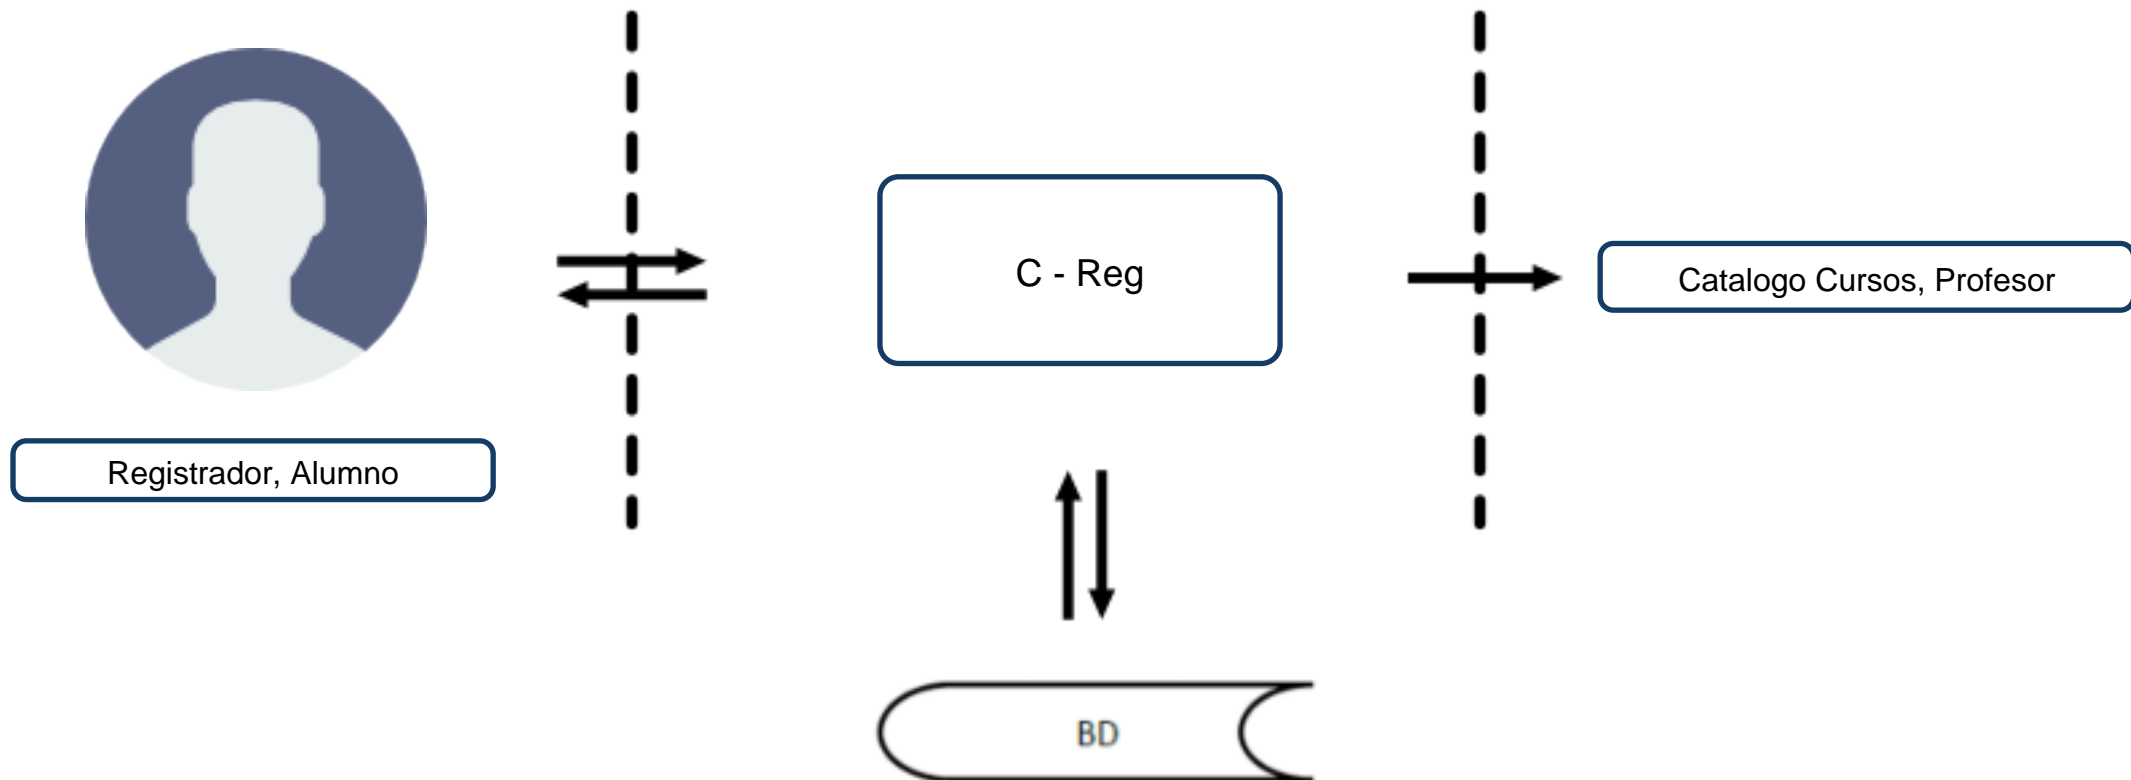 C - Reg
Catalogo Cursos, Profesor
Registrador, Alumno
BD